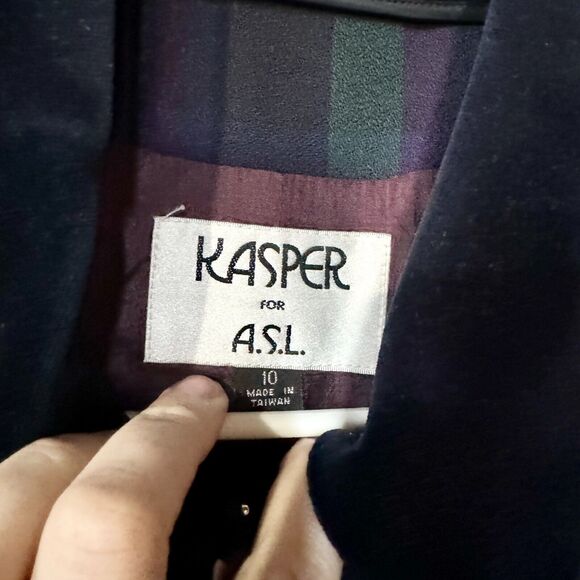 KASPER
FOR
A.S.L.
10
MADE IN
TAIWAN